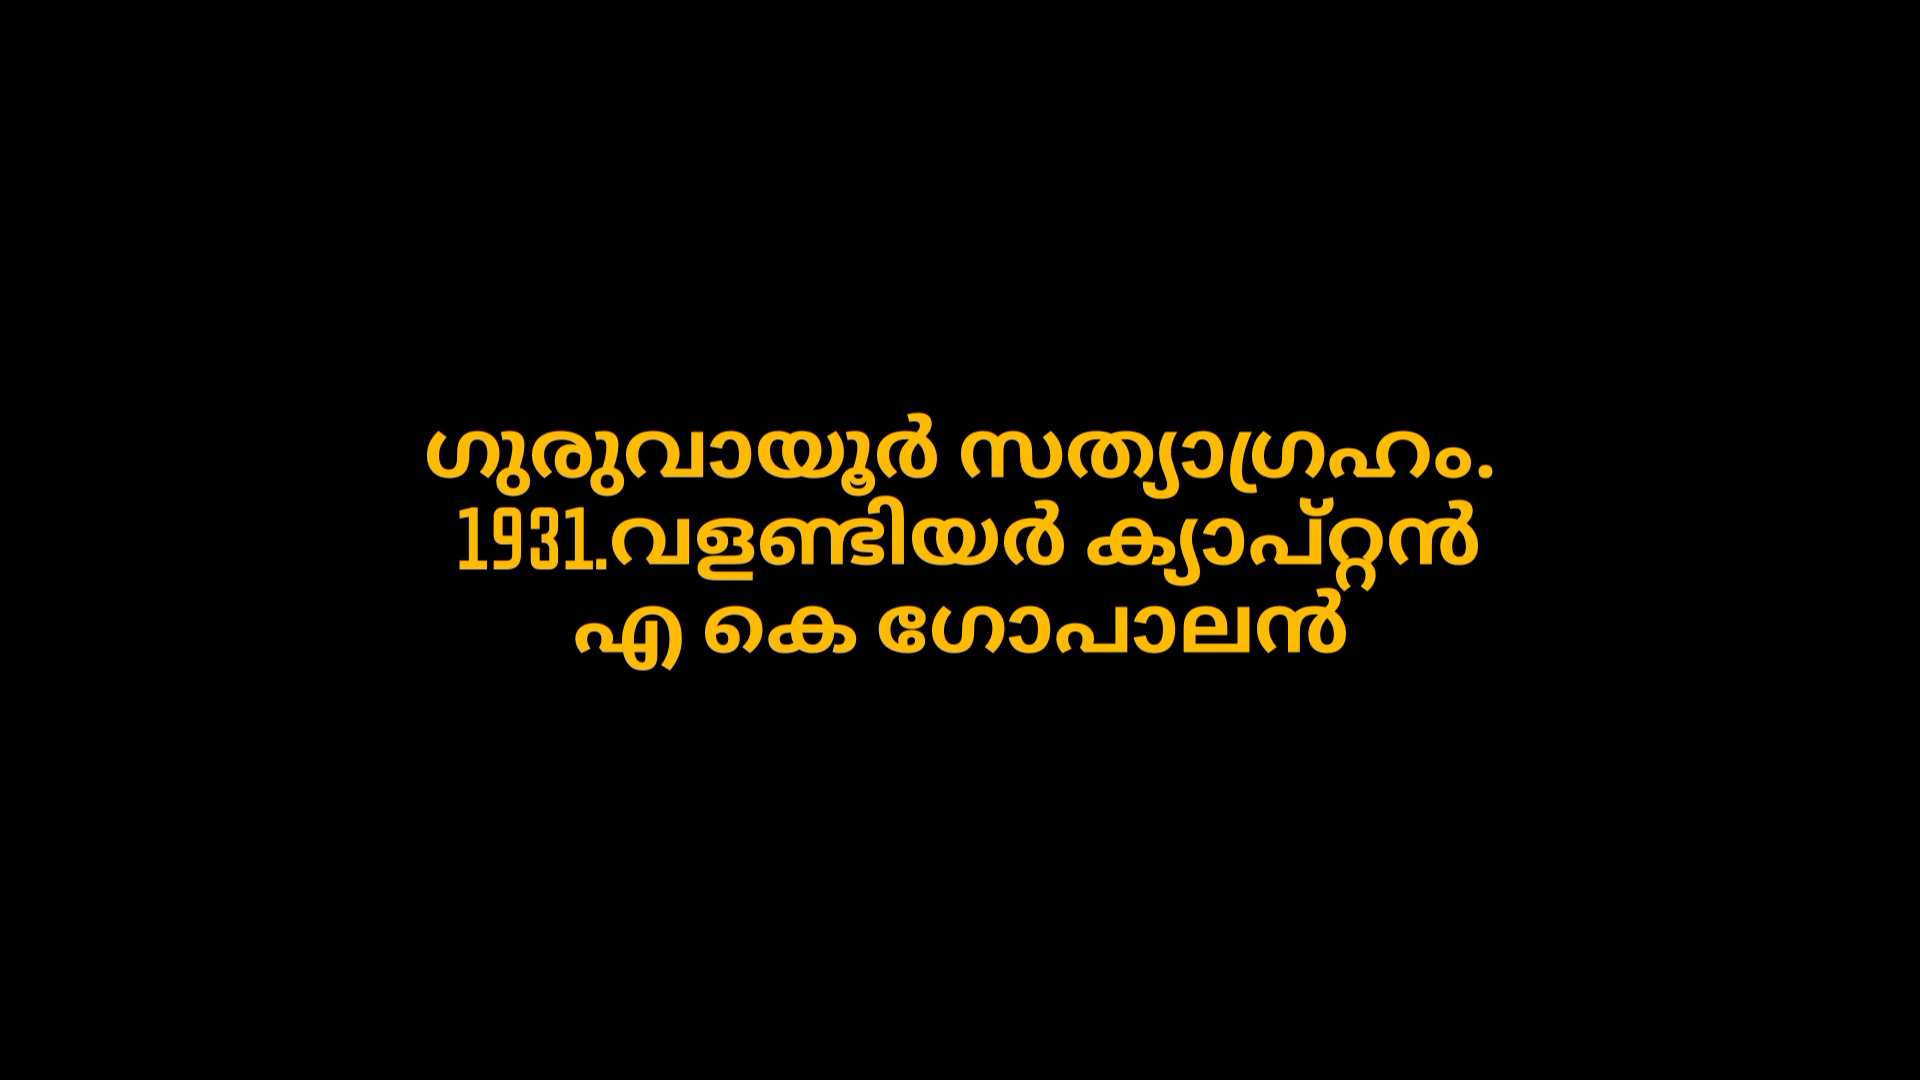 ഗുരുവായൂർ സത്യാഗ്രഹം.
1931.വളണ്ടിയർ ക്യാപ്റ്റൻ
എ കെ ഗോപാലൻ